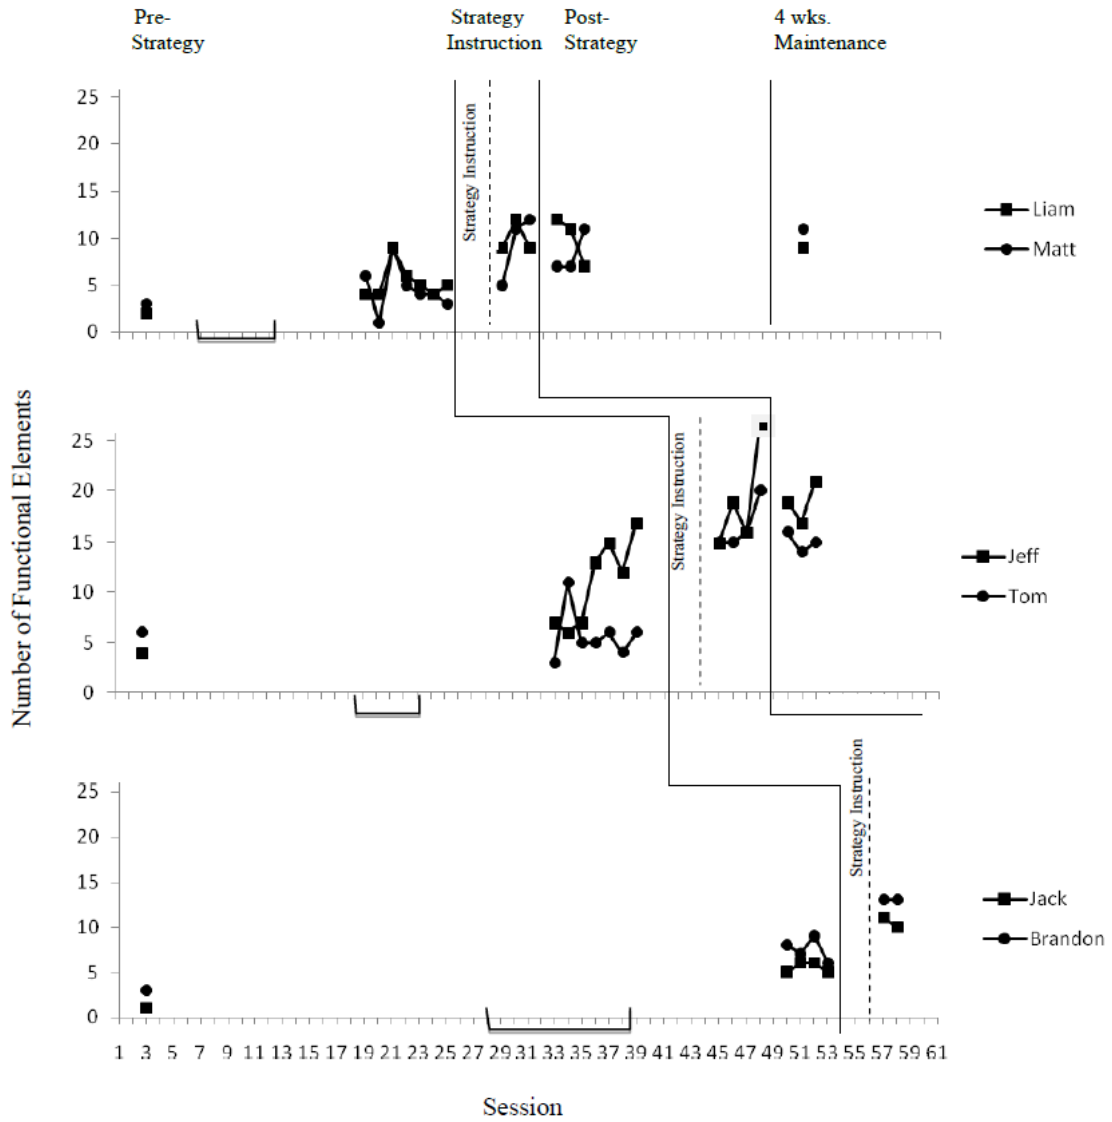 Pre-
Strategy
Strategy
Instruction
Post-
Strategy
4 wks.
Maintenance
25
20
15
10
5
0
Strategy Instruction
Liam
Matt
Number of Functional Elements
25
20
15
10
5
0
Strategy Instruction
Jeff
Tom
25
20
15
10
5
0
Strategy Instruction
Jack
Brandon
1 3 5 7 9 11 13 15 17 19 21 23 25 27 29 31 33 35 37 39 41 43 45 47 49 51 53 55 57 59 61
Session